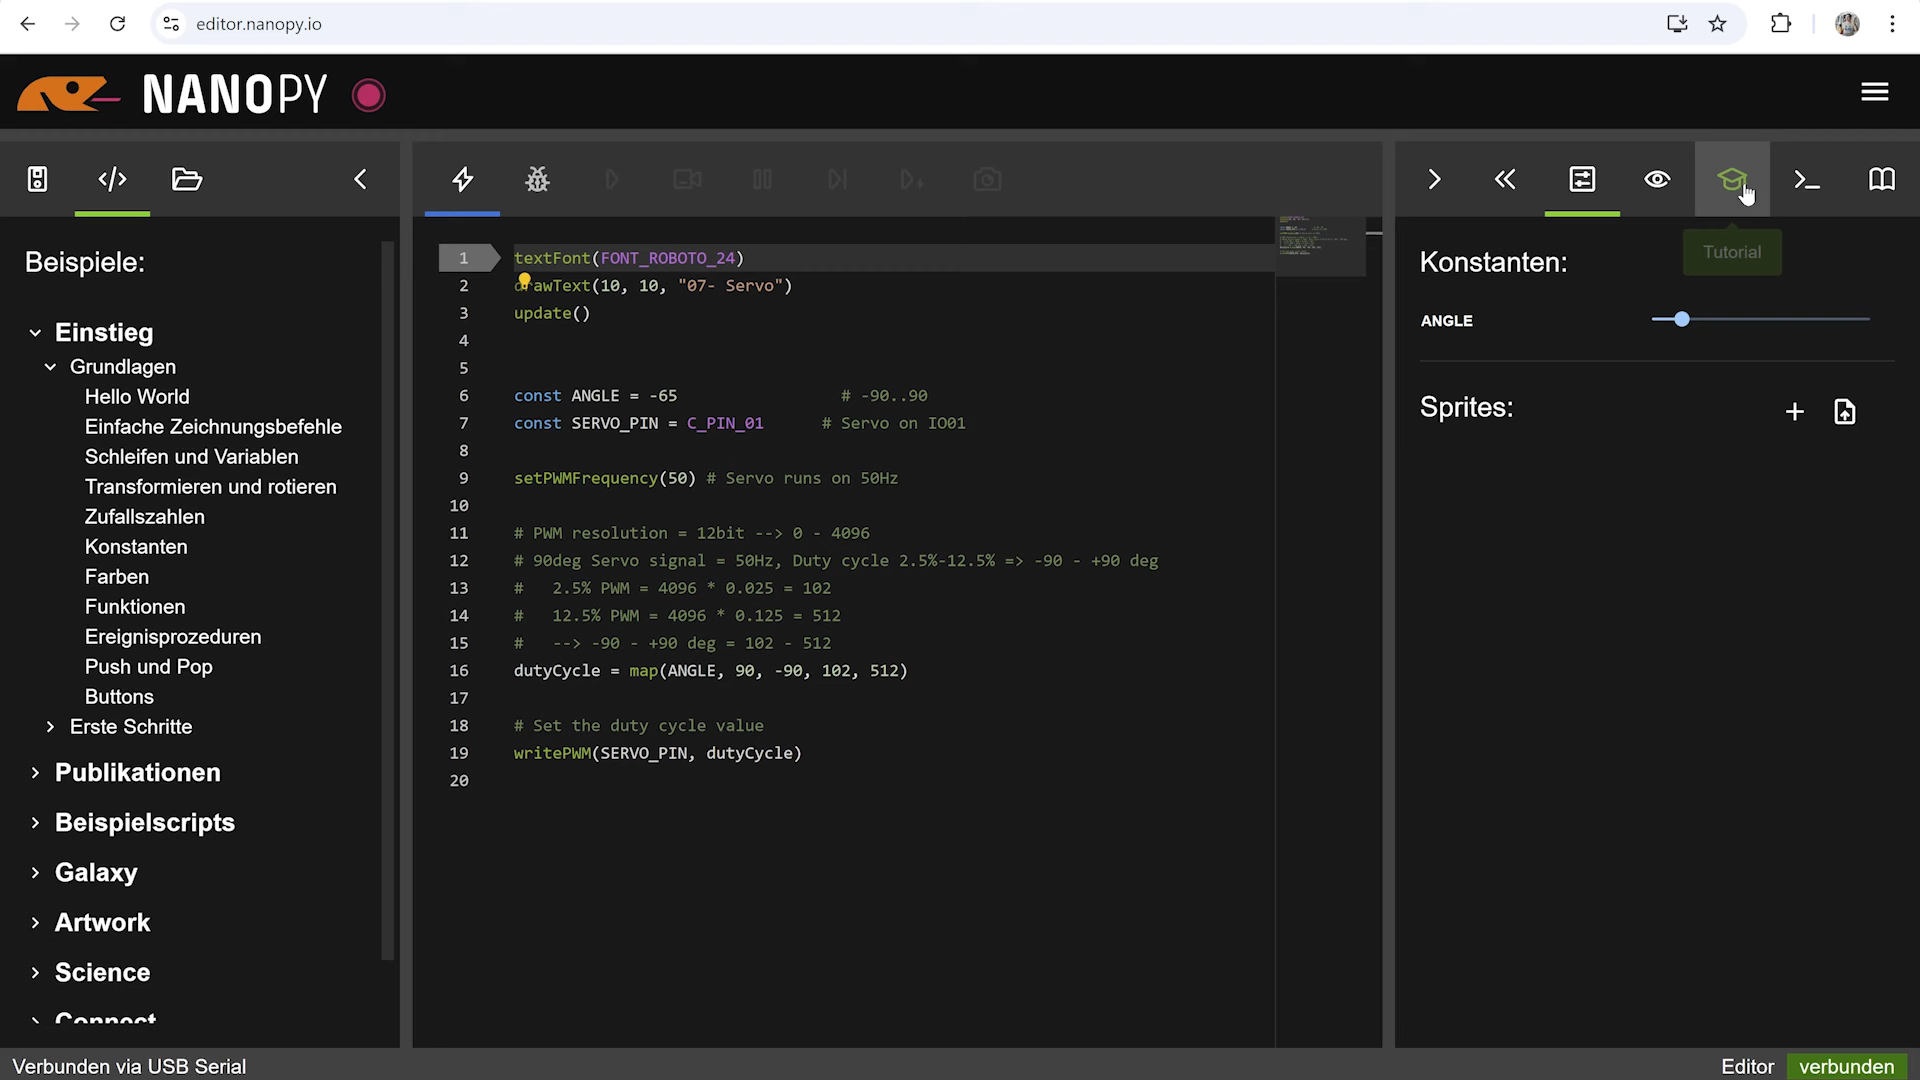 editor.nanopy.io
NANOPY
Beispiele:
Einstieg
Grundlagen
Hello World
Einfache Zeichnungsbefehle
Schleifen und Variablen
Transformieren und rotieren
Zufallszahlen
Konstanten
Farben
Funktionen
Ereignisprozeduren
Push und Pop
Buttons
Erste Schritte
Publikationen
Beispielscripts
Galaxy
Artwork
Science
Connect
1 textFont(FONT_ROBOTO_24)
2 drawText(10, 10, "07- Servo")
3 update()
4
5
6 const ANGLE = -65 # -90..90
7 const SERVO_PIN = C_PIN_01 # Servo on IO01
8
9 setPWMFrequency(50) # Servo runs on 50Hz
10
11 # PWM resolution = 12bit --> 0 - 4096
12 # 90deg Servo signal = 50Hz, Duty cycle 2.5%-12.5% => -90 - +90 deg
13 # 2.5% PWM = 4096 * 0.025 = 102
14 # 12.5% PWM = 4096 * 0.125 = 512
15 # --> -90 - +90 deg = 102 - 512
16 dutyCycle = map(ANGLE, 90, -90, 102, 512)
17
18 # Set the duty cycle value
19 writePWM(SERVO_PIN, dutyCycle)
20
Tutorial
Konstanten:
ANGLE
Sprites:
Verbunden via USB Serial
Editor
verbunden